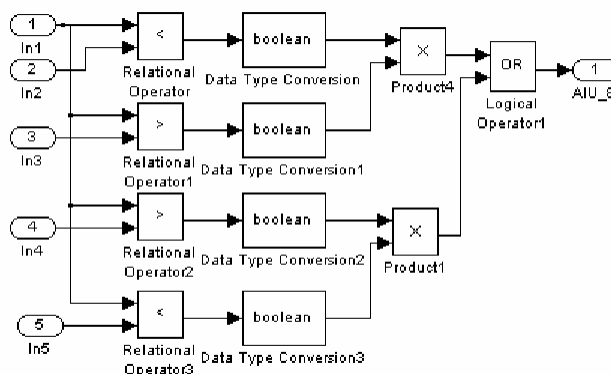 1
In1
2
In2
<
Relational
Operator
boolean
Data Type Conversion
×
Product4
OR
Logical
Operator1
1
3
In3
>
Relational
Operator1
boolean
Data Type Conversion1
4
In4
>
Relational
Operator2
boolean
Data Type Conversion2
×
Product1
5
In5
<
Relational
Operator3
boolean
Data Type Conversion3